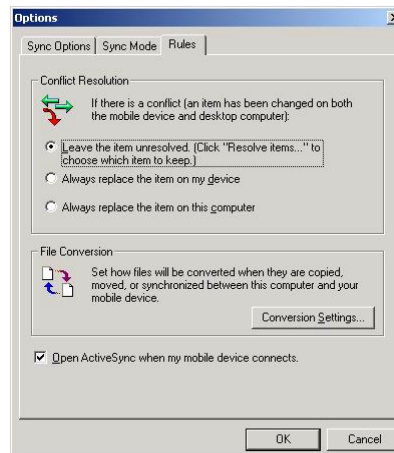 Options
Sync Options
Sync Mode
Rules
Conflict Resolution
If there is a conflict (an item has been changed on both
the mobile device and desktop computer):
Leave the item unresolved. (Click "Resolve items..." to
choose which item to keep.)
Always replace the item on my device
Always replace the item on this computer
File Conversion
Set how files will be converted when they are copied,
moved, or synchronized between this computer and your
mobile device.
Conversion Settings...
Open ActiveSync when my mobile device connects.
OK
Cancel